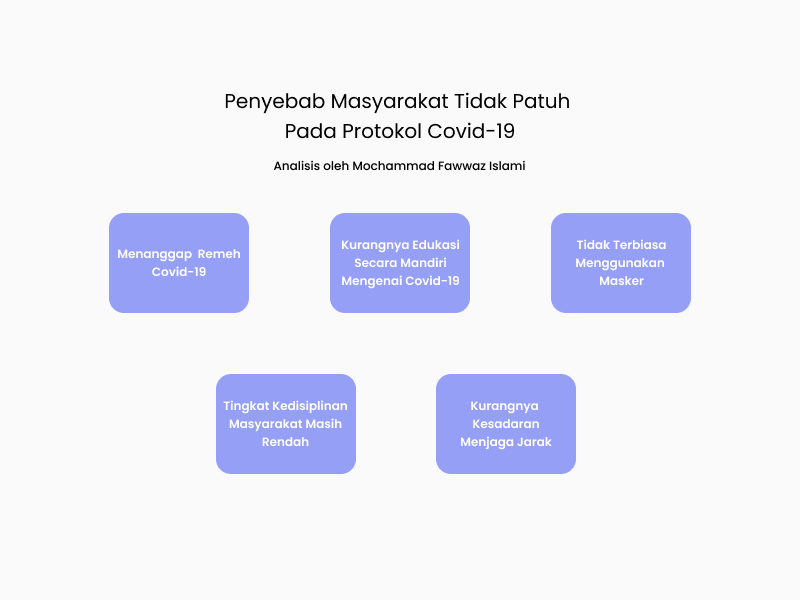 Penyebab Masyarakat Tidak Patuh
Pada Protokol Covid-19
Analisis oleh Mochammad Fawwaz Islami
Menanggap Remeh
Covid-19
Kurangnya Edukasi
Secara Mandiri
Mengenai Covid-19
Tidak Terbiasa
Menggunakan
Masker
Tingkat Kedisiplinan
Masyarakat Masih
Rendah
Kurangnya
Kesadaran
Menjaga Jarak